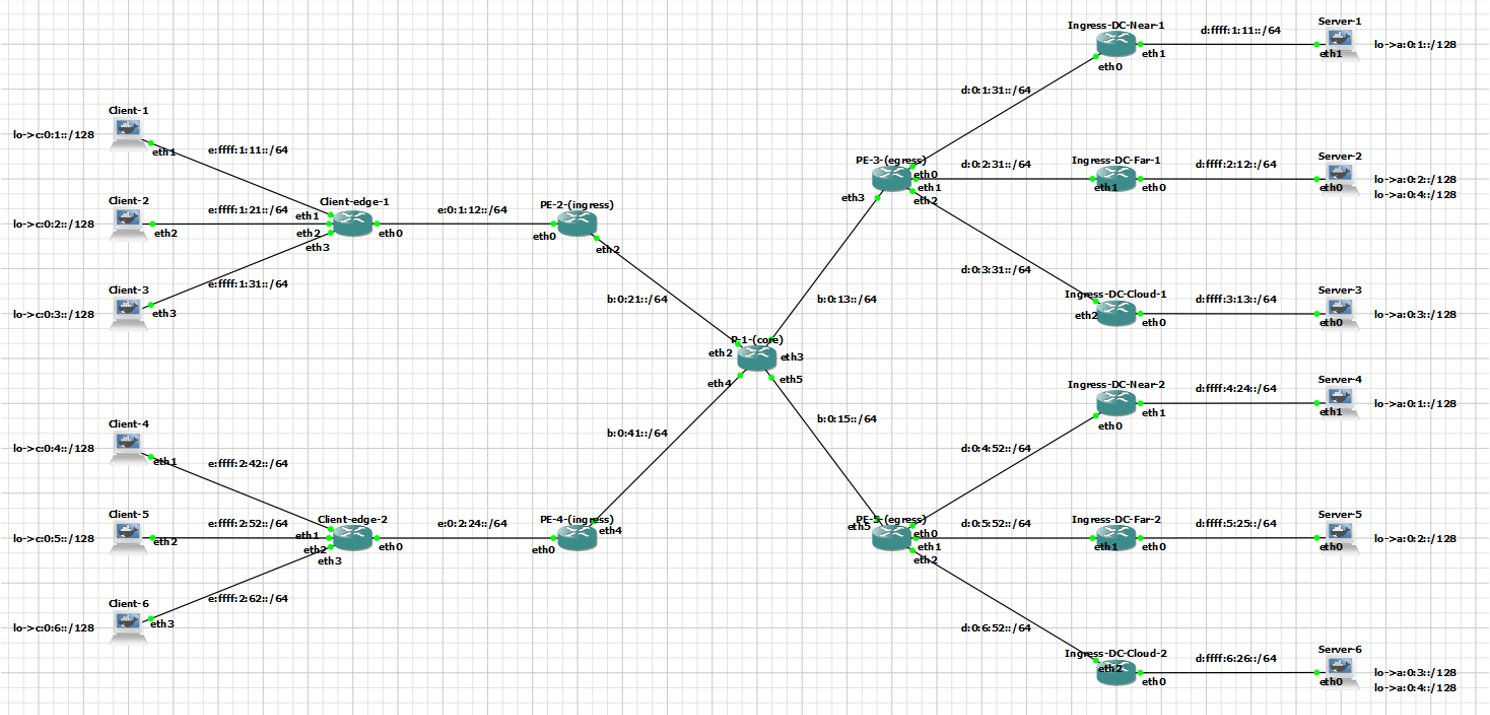 Ingress-DC-Near-1
d:ffff:1:11::/64
Server-1
eth1
eth1
lo->a:0:1::/128
eth0
d:0:1:31::/64
Client-1
lo->c:0:1::/128
eth1
e:ffff:1:11::/64
PE-3-(egress)
eth0
eth1
eth2
eth3
d:0:2:31::/64
Ingress-DC-Far-1
eth1
eth0
d:ffff:2:12::/64
Server-2
eth0
lo->a:0:2::/128
lo->a:0:4::/128
Client-2
lo->c:0:2::/128
eth2
e:ffff:1:21::/64
Client-edge-1
eth1
eth2
eth3
eth0
e:0:1:12::/64
PE-2-(ingress)
eth0
eth2
Client-3
lo->c:0:3::/128
eth3
e:ffff:1:31::/64
d:0:3:31::/64
Ingress-DC-Cloud-1
eth2
eth0
d:ffff:3:13::/64
Server-3
eth0
lo->a:0:3::/128
b:0:21::/64
b:0:13::/64
P-1-(core)
eth2
eth3
eth4
eth5
b:0:41::/64
b:0:15::/64
Ingress-DC-Near-2
eth1
eth0
d:ffff:4:24::/64
Server-4
eth1
lo->a:0:1::/128
d:0:4:52::/64
Client-4
lo->c:0:4::/128
eth1
e:ffff:2:42::/64
Client-5
lo->c:0:5::/128
eth2
e:ffff:2:52::/64
Client-edge-2
eth1
eth2
eth3
eth0
e:0:2:24::/64
PE-4-(ingress)
eth0
eth4
PE-5-(egress)
eth5
eth0
eth1
eth2
d:0:5:52::/64
Ingress-DC-Far-2
eth1
eth0
d:ffff:5:25::/64
Server-5
eth0
lo->a:0:2::/128
Client-6
lo->c:0:6::/128
eth3
e:ffff:2:62::/64
d:0:6:52::/64
Ingress-DC-Cloud-2
eth2
eth0
d:ffff:6:26::/64
Server-6
eth0
lo->a:0:3::/128
lo->a:0:4::/128